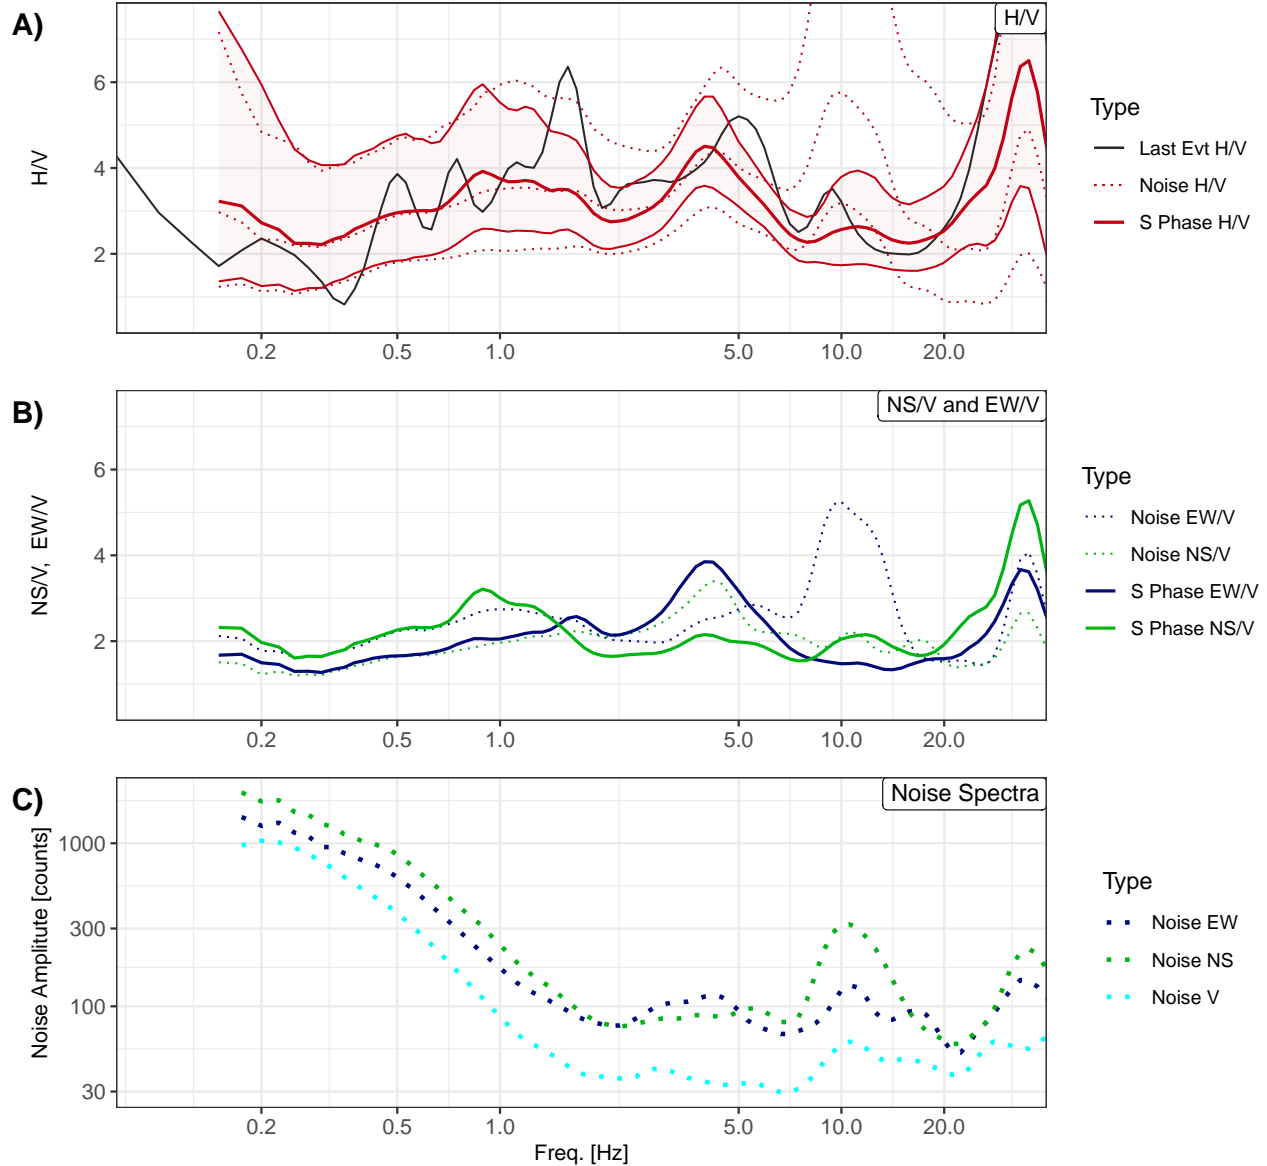 A)
H/V
H/V
6
4
2
0.2 0.5 1.0 5.0 10.0 20.0
Type
Last Evt H/V
Noise H/V
S Phase H/V
B)
NS/V and EW/V
NS/V, EW/V
6
4
2
0.2 0.5 1.0 5.0 10.0 20.0
Type
Noise EW/V
Noise NS/V
S Phase EW/V
S Phase NS/V
C)
Noise Spectra
Noise Amplitute [counts]
1000
300
100
30
0.2 0.5 1.0 5.0 10.0 20.0
Freq. [Hz]
Type
Noise EW
Noise NS
Noise V